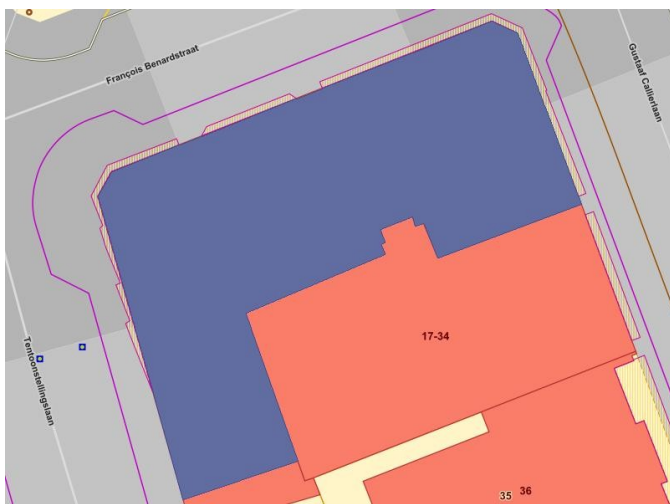 François Benardstraat
Gustaaf Callierlaan
17-34
Tentoonstellingslaan
35
36